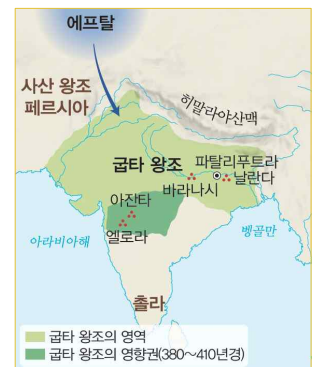 에프탈
사산 왕조
페르시아
히말라야산맥
굽타 왕조
파탈리푸트라
날란다
바라나시
아잔타
엘로라
아라비아해
벵골만
촐라
굽타 왕조의 영역
굽타 왕조의 영향권(380~410년경)